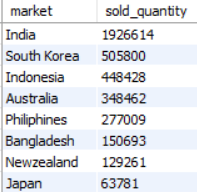 market sold_quantity
India 1926614
South Korea 505800
Indonesia 448428
Australia 348462
Philiphines 277009
Bangladesh 150693
Newzealand 129261
Japan 63781